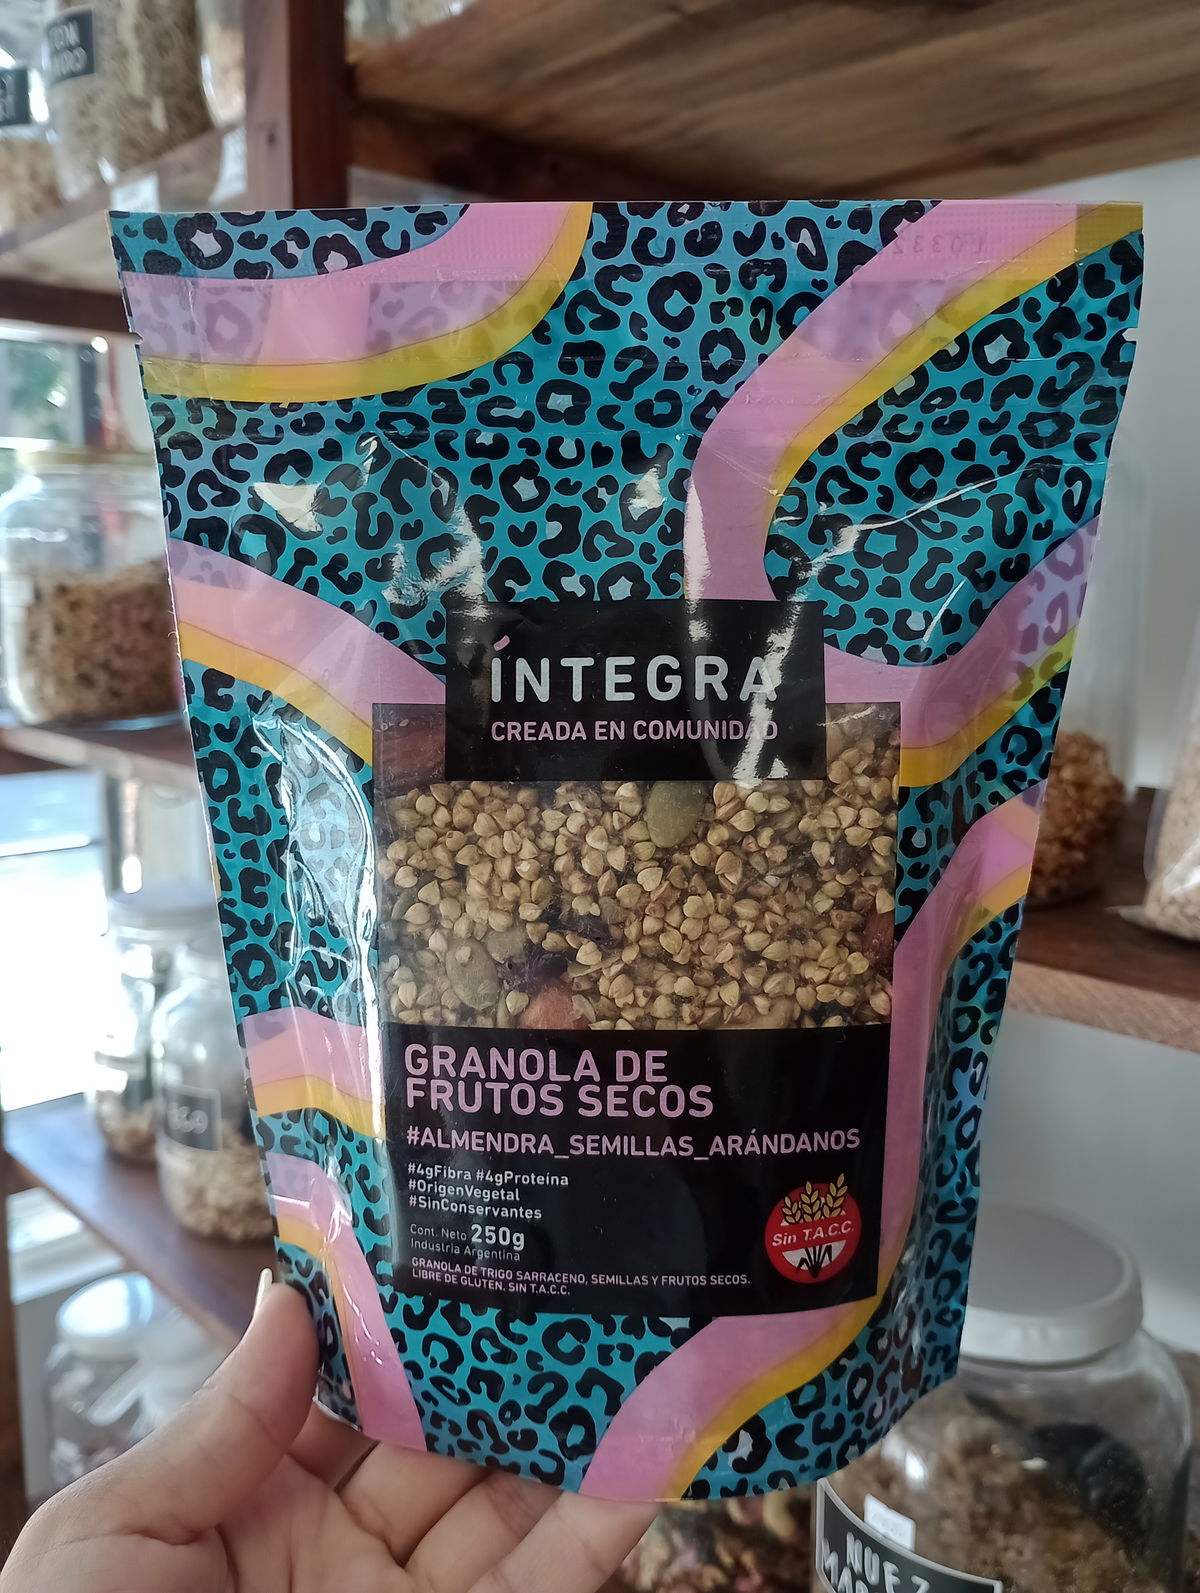 ÍNTEGRA
CREADA EN COMUNIDAD
GRANOLA DE
FRUTOS SECOS
#ALMENDRA_SEMILLAS_ARÁNDANOS
#4gFibra #4gProteína
#OrigenVegetal
#SinConservantes
Cont. Neto 250g
Industria Argentina
Sin T.A.C.C.
GRANOLA DE TRIGO SARRACENO, SEMILLAS Y FRUTOS SECOS.
LIBRE DE GLUTEN. SIN T.A.C.C.
NUEZ